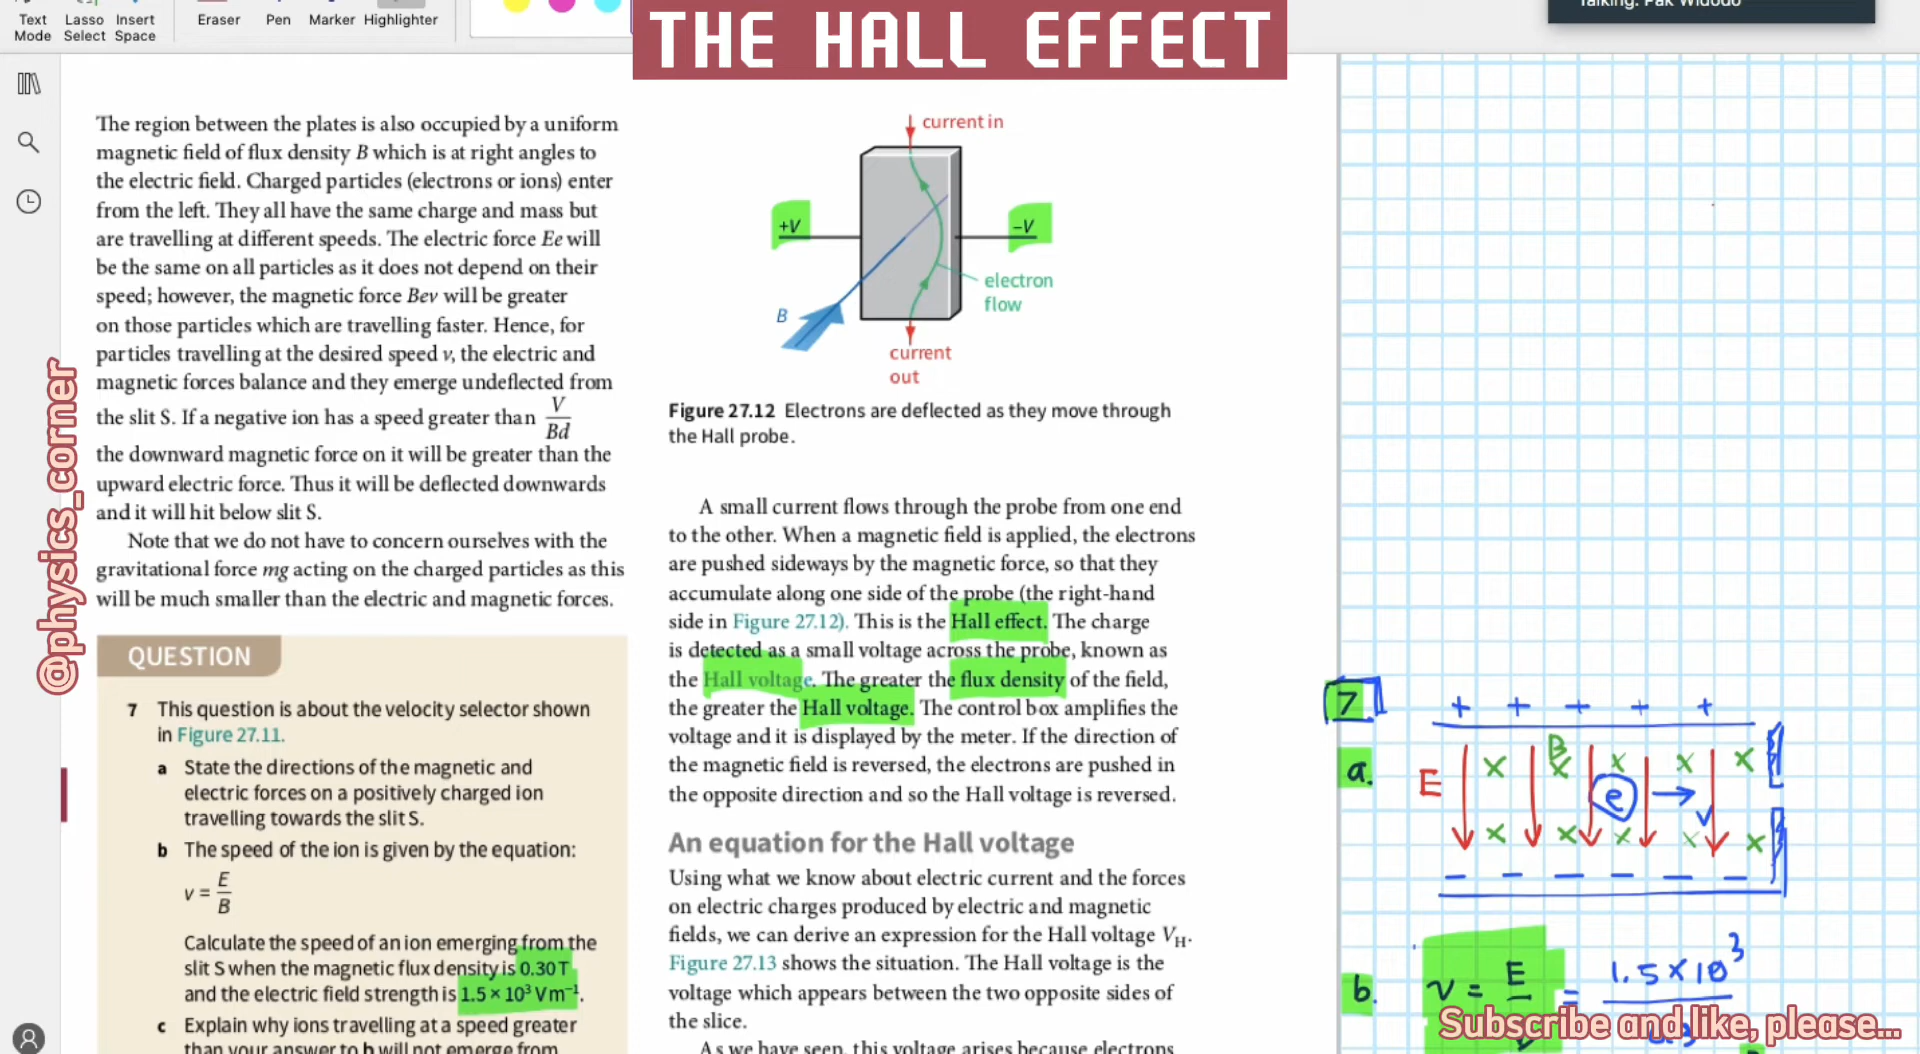 Text Mode
Lasso Select
Insert Space
Eraser
Pen
Marker
Highlighter
THE HALL EFFECT
Talking: Pak Widodo
The region between the plates is also occupied by a uniform
magnetic field of flux density B which is at right angles to
the electric field. Charged particles (electrons or ions) enter
from the left. They all have the same charge and mass but
are travelling at different speeds. The electric force Ee will
be the same on all particles as it does not depend on their
speed; however, the magnetic force Bev will be greater
on those particles which are travelling faster. Hence, for
particles travelling at the desired speed v, the electric and
magnetic forces balance and they emerge undeflected from
the slit S. If a negative ion has a speed greater than V/Bd
the downward magnetic force on it will be greater than the
upward electric force. Thus it will be deflected downwards
and it will hit below slit S.
Note that we do not have to concern ourselves with the
gravitational force mg acting on the charged particles as this
will be much smaller than the electric and magnetic forces.
@physics_corner
QUESTION
7 This question is about the velocity selector shown
in Figure 27.11.
a State the directions of the magnetic and
electric forces on a positively charged ion
travelling towards the slit S.
b The speed of the ion is given by the equation:
v = E/B
Calculate the speed of an ion emerging from the
slit S when the magnetic flux density is 0.30 T
and the electric field strength is 1.5 × 10³ V m⁻¹.
c Explain why ions travelling at a speed greater
than your answer to b will not emerge from
current in
+V
−V
electron
flow
B
current
out
Figure 27.12 Electrons are deflected as they move through
the Hall probe.
A small current flows through the probe from one end
to the other. When a magnetic field is applied, the electrons
are pushed sideways by the magnetic force, so that they
accumulate along one side of the probe (the right-hand
side in Figure 27.12). This is the Hall effect. The charge
is detected as a small voltage across the probe, known as
the Hall voltage. The greater the flux density of the field,
the greater the Hall voltage. The control box amplifies the
voltage and it is displayed by the meter. If the direction of
the magnetic field is reversed, the electrons are pushed in
the opposite direction and so the Hall voltage is reversed.
An equation for the Hall voltage
Using what we know about electric current and the forces
on electric charges produced by electric and magnetic
fields, we can derive an expression for the Hall voltage V_H.
Figure 27.13 shows the situation. The Hall voltage is the
voltage which appears between the two opposite sides of
the slice.
As we have seen, this voltage arises because electrons
7
+ + + + +
a.
E
B
x x x x x
e
v
x x x x x
− − − − − −
b. v = E = 1.5 × 10³
Subscribe and like, please...